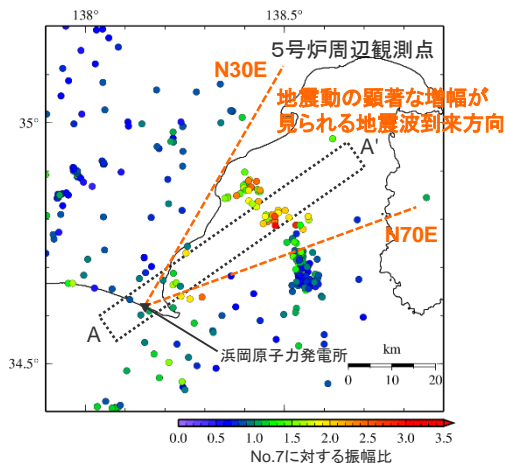 138°
138.5°
５号炉周辺観測点
N30E
地震動の顕著な増幅が
見られる地震波到来方向
35°
A'
N70E
A
浜岡原子力発電所
km
34.5°
0 10 20
0.0 0.5 1.0 1.5 2.0 2.5 3.0 3.5
No.7に対する振幅比